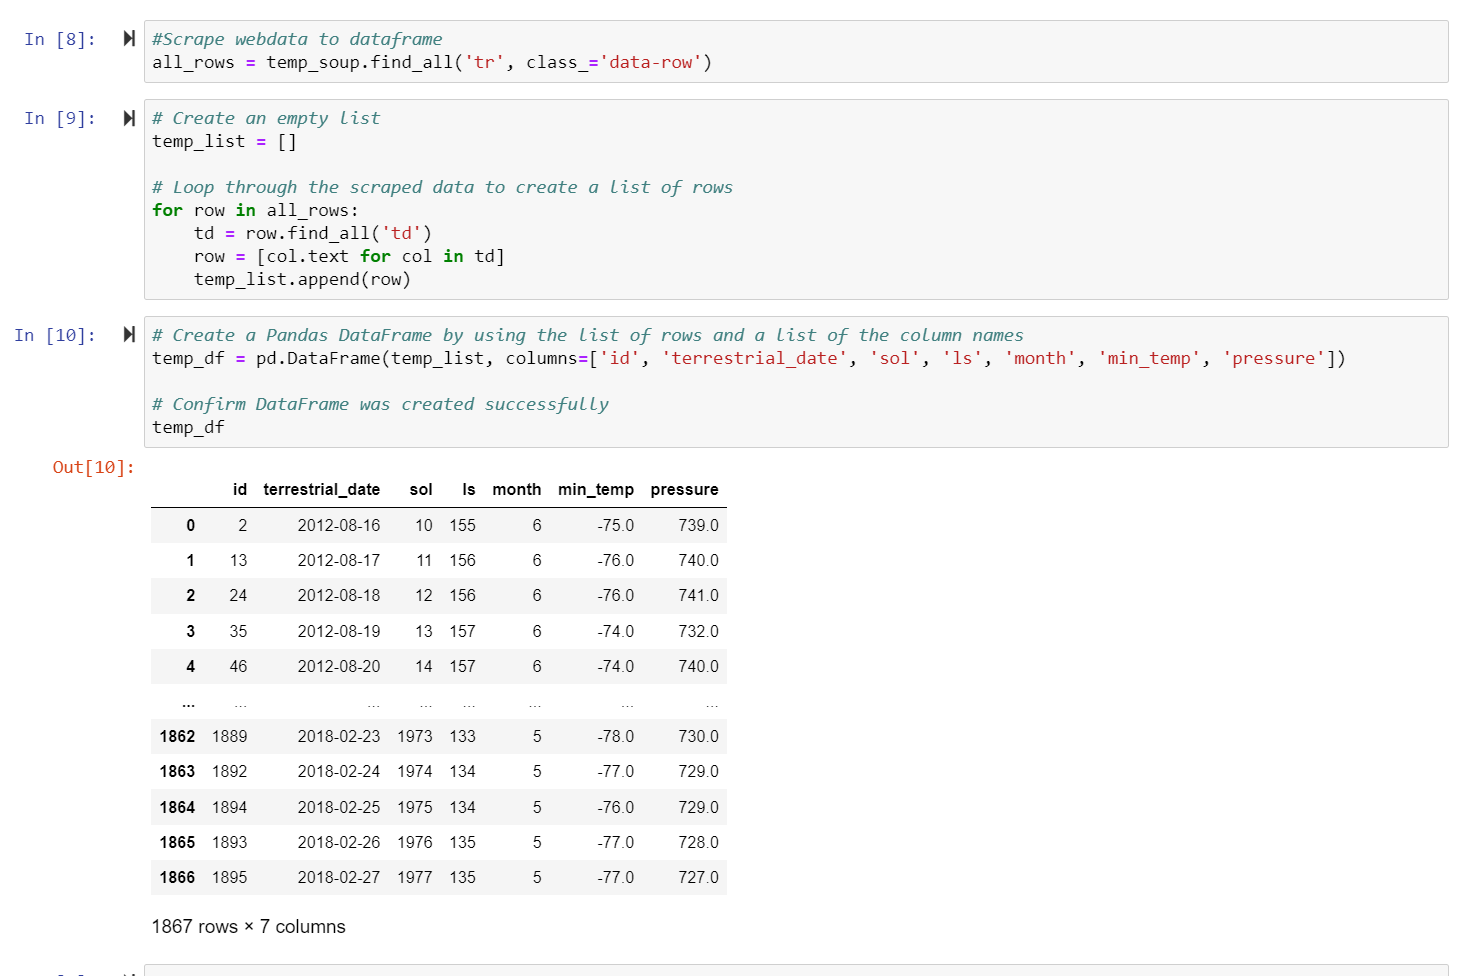 In [8]:
#Scrape webdata to dataframe
all_rows = temp_soup.find_all('tr', class_='data-row')
In [9]:
# Create an empty list
temp_list = []
# Loop through the scraped data to create a list of rows
for row in all_rows:
    td = row.find_all('td')
    row = [col.text for col in td]
    temp_list.append(row)
In [10]:
# Create a Pandas DataFrame by using the list of rows and a list of the column names
temp_df = pd.DataFrame(temp_list, columns=['id', 'terrestrial_date', 'sol', 'ls', 'month', 'min_temp', 'pressure'])
# Confirm DataFrame was created successfully
temp_df
Out[10]:
id terrestrial_date sol ls month min_temp pressure
0 2 2012-08-16 10 155 6 -75.0 739.0
1 13 2012-08-17 11 156 6 -76.0 740.0
2 24 2012-08-18 12 156 6 -76.0 741.0
3 35 2012-08-19 13 157 6 -74.0 732.0
4 46 2012-08-20 14 157 6 -74.0 740.0
... ... ... ... ... ... ... ...
1862 1889 2018-02-23 1973 133 5 -78.0 730.0
1863 1892 2018-02-24 1974 134 5 -77.0 729.0
1864 1894 2018-02-25 1975 134 5 -76.0 729.0
1865 1893 2018-02-26 1976 135 5 -77.0 728.0
1866 1895 2018-02-27 1977 135 5 -77.0 727.0
1867 rows × 7 columns